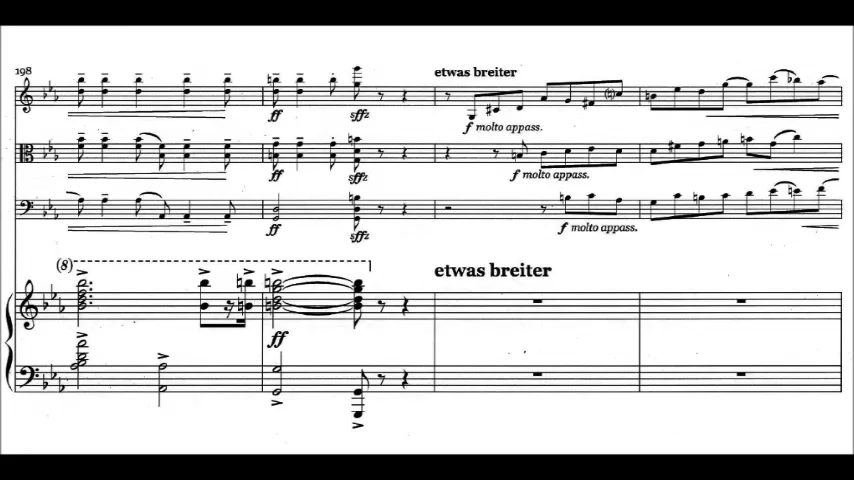 198
etwas breiter
ff
sffz
f molto appass.
ff
sffz
f molto appass.
ff
sffz
f molto appass.
(8)
etwas breiter
ff